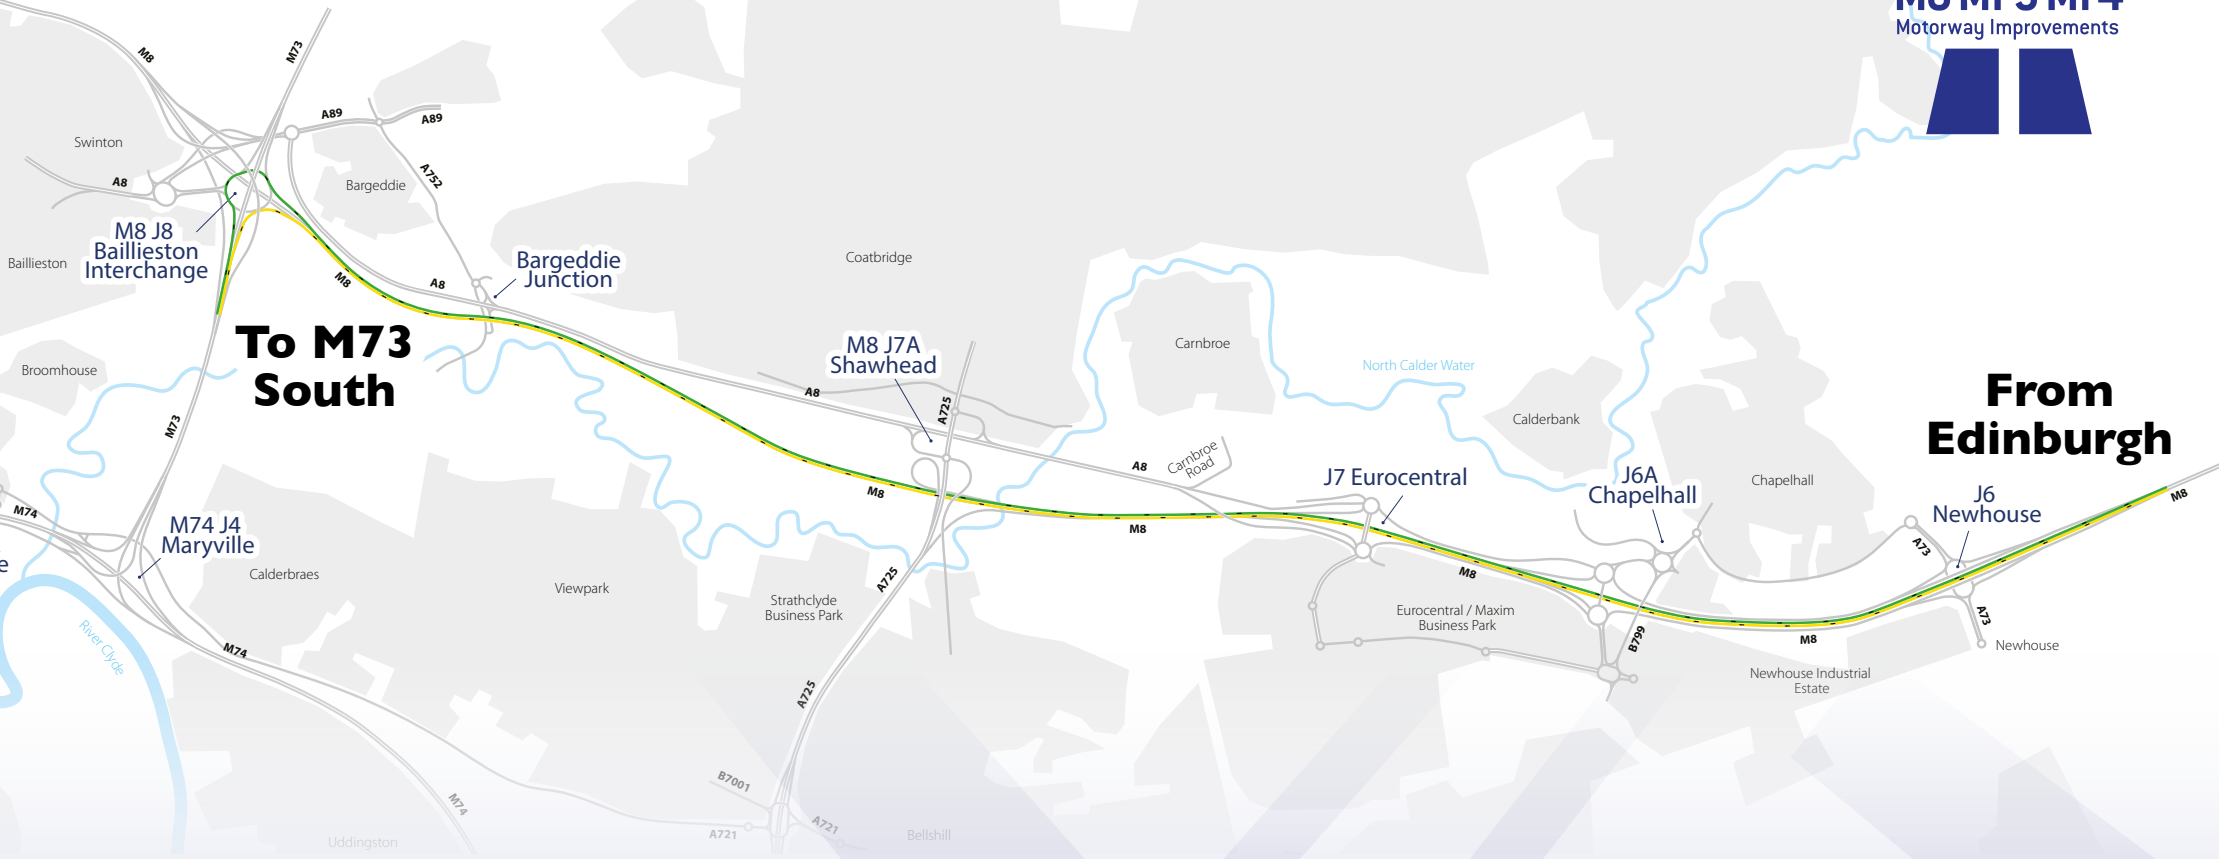 M8 M73 M74
Motorway Improvements
M8
M73
A89
A89
Swinton
A8
A752
Bargeddie
M8 J8
Baillieston
Interchange
Baillieston
Bargeddie
Junction
M8
A8
Coatbridge
To M73
South
Broomhouse
M73
M8 J7A
Shawhead
A8
A725
Carnbroe
North Calder Water
Calderbank
From
Edinburgh
A8
Carnbroe
Road
J7 Eurocentral
J6A
Chapelhall
Chapelhall
J6
Newhouse
M8
M8
M8
M74
M74 J4
Maryville
A73
M8
Calderbraes
Viewpark
A725
Strathclyde
Business Park
Eurocentral / Maxim
Business Park
B799
A73
M8
Newhouse
River Clyde
M74
Newhouse Industrial
Estate
A725
B7001
M74
A721
A721
Uddingston
Bellshill